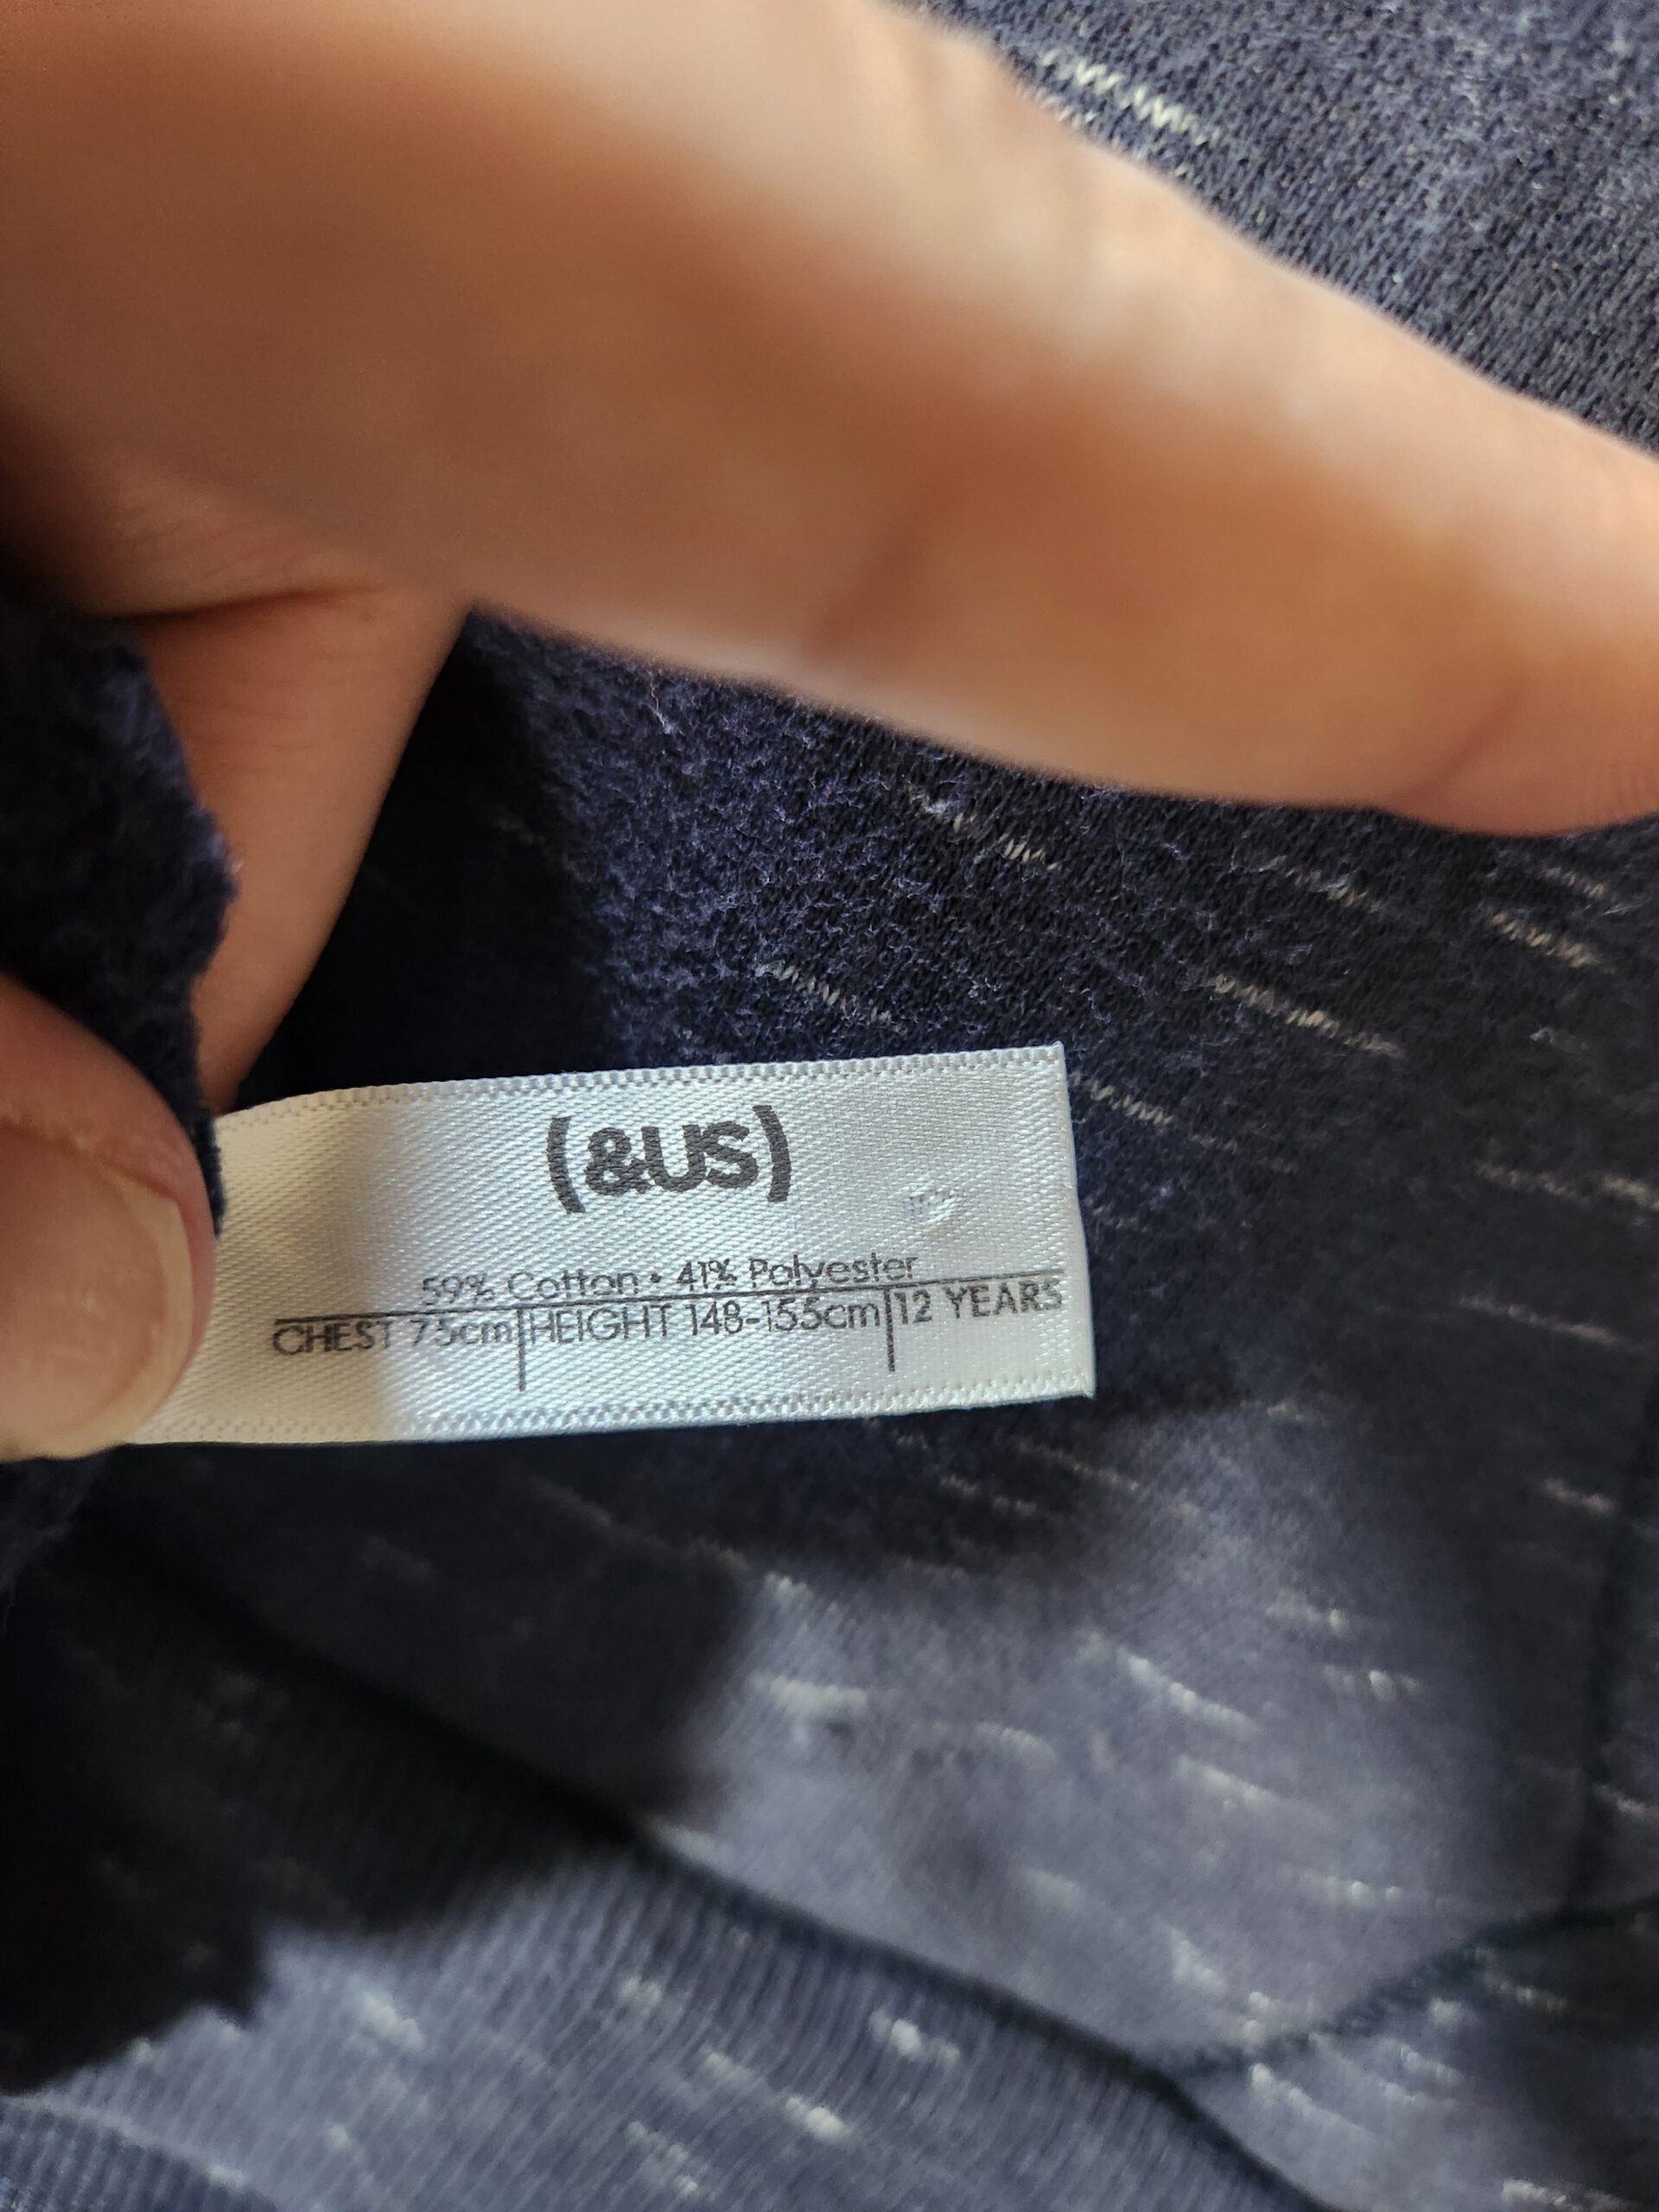 (&US)
59% Cotton • 41% Polyester
CHEST 75cm HEIGHT 148-155cm 12 YEARS